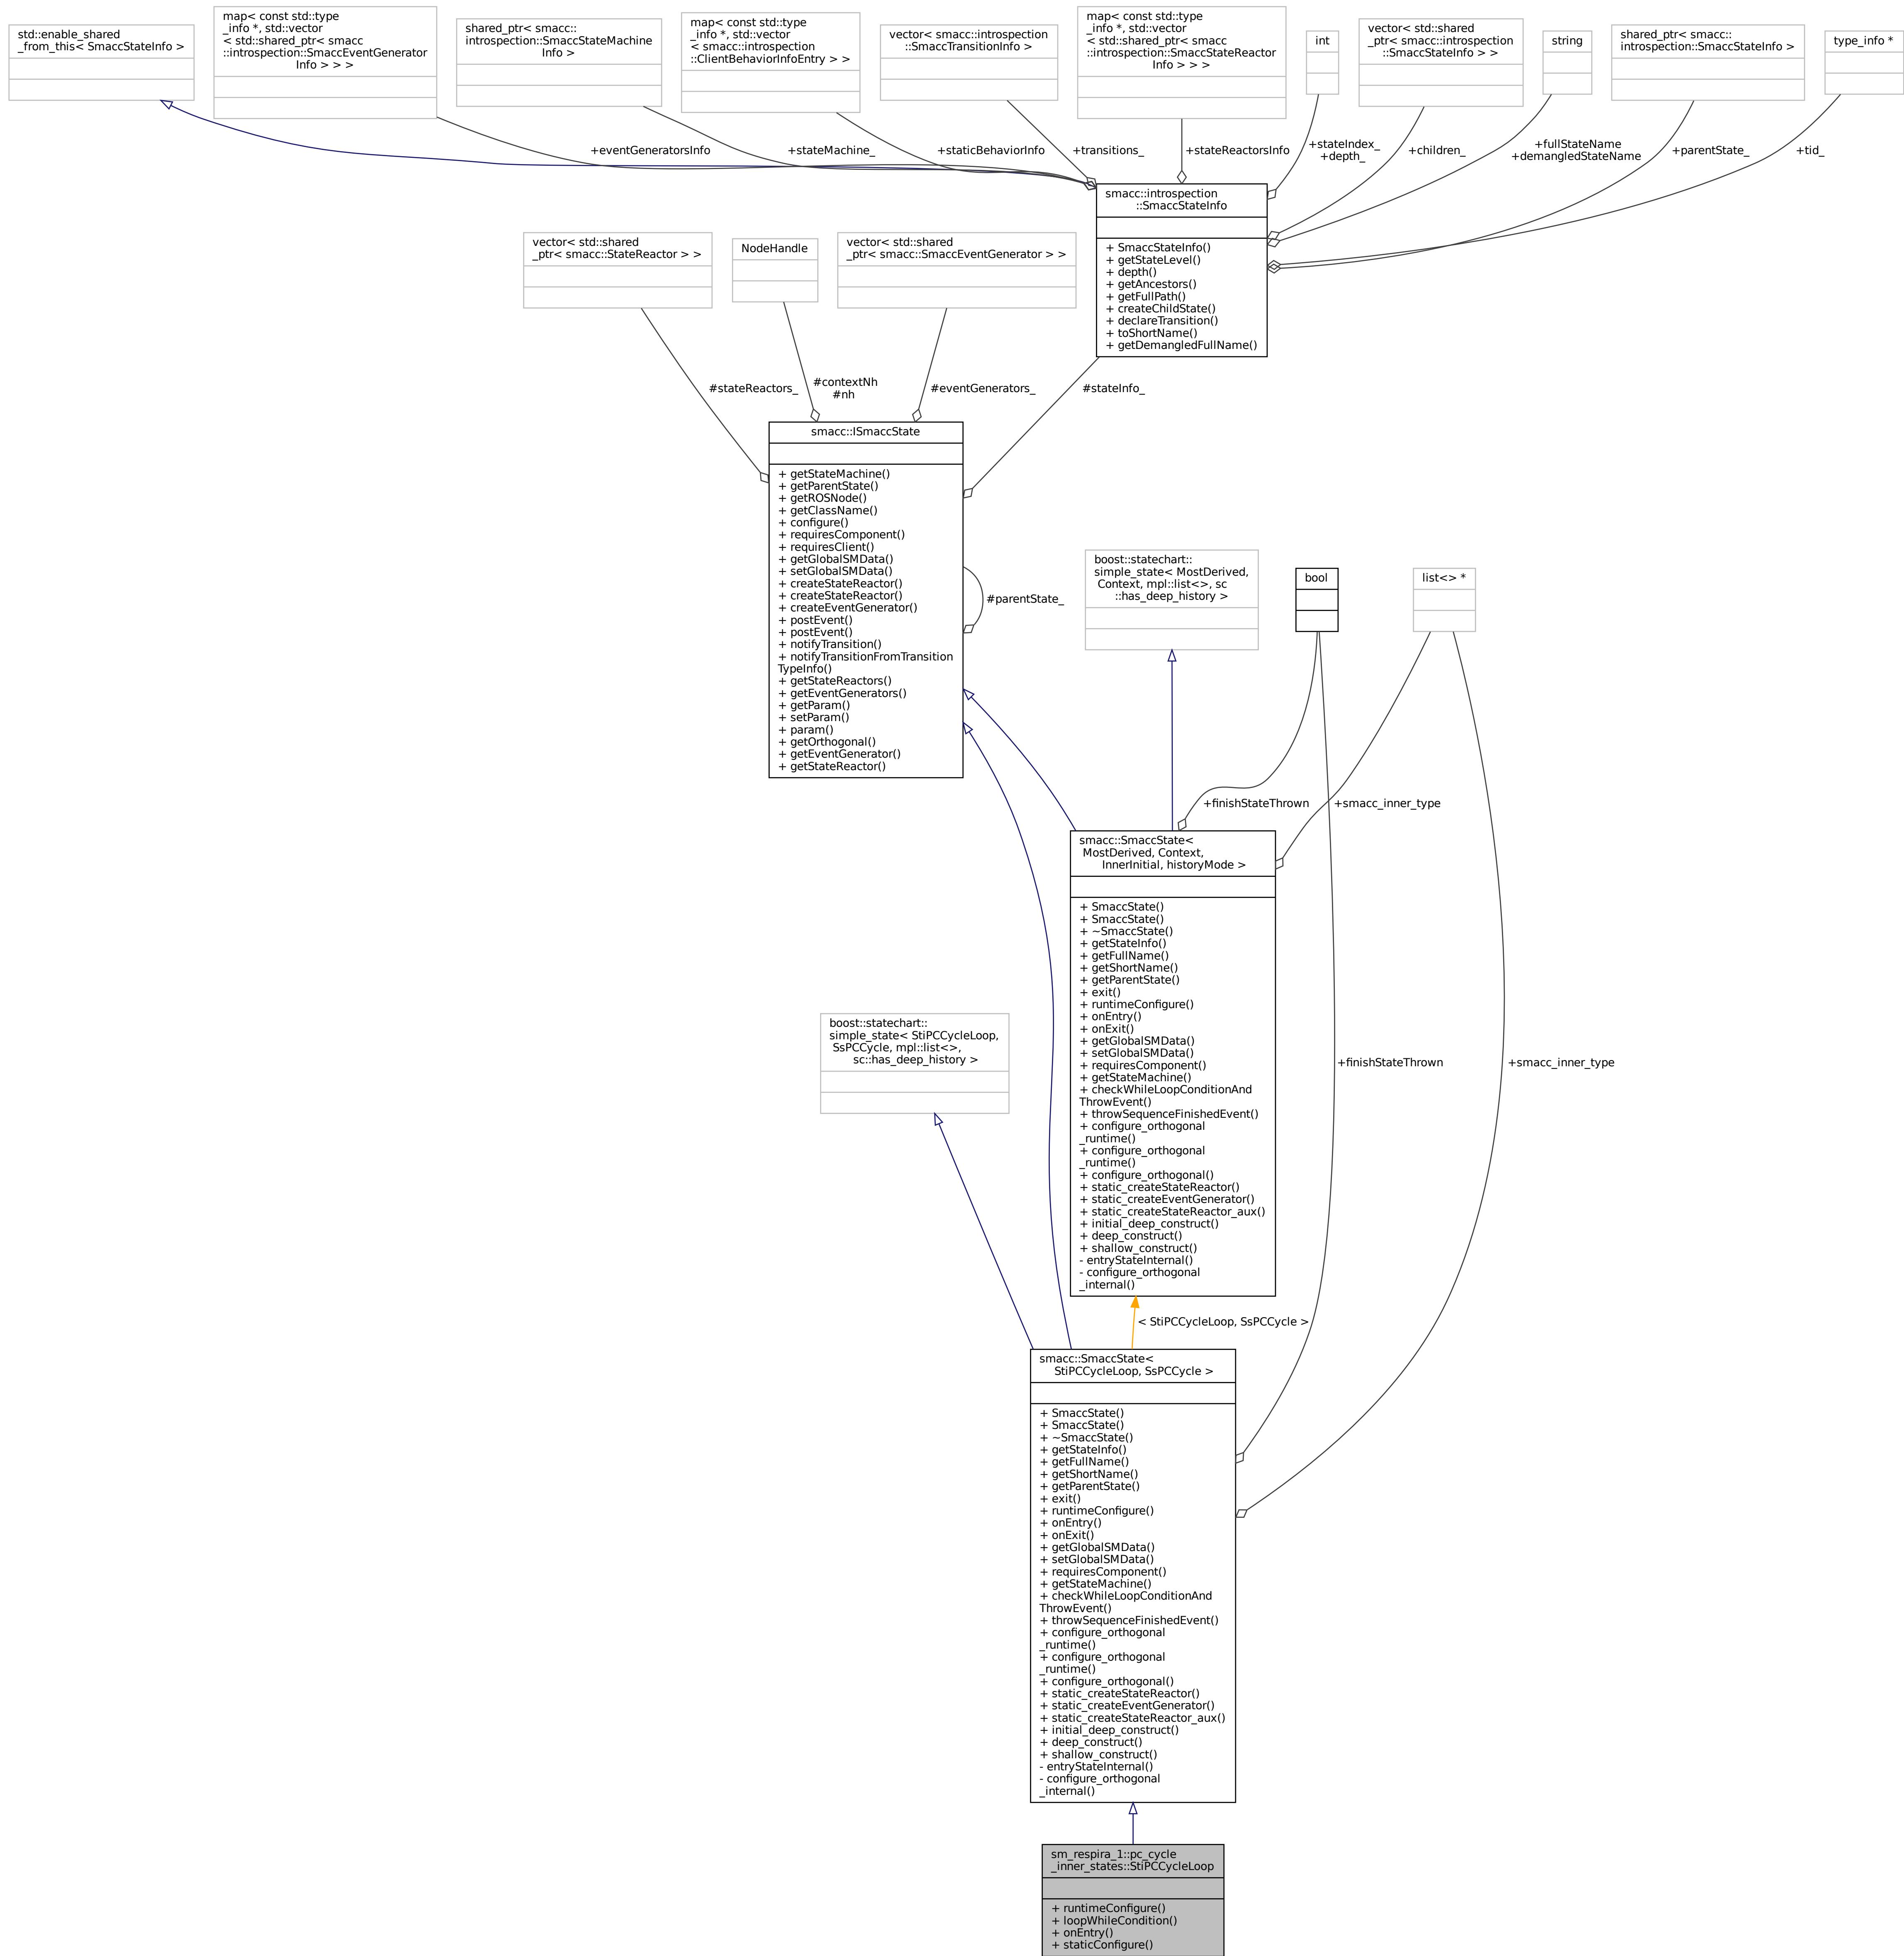 std::enable_shared
_from_this< SmaccStateInfo >
map< const std::type
_info *, std::vector
< std::shared_ptr< smacc
::introspection::SmaccEventGenerator
Info > > >
shared_ptr< smacc::
introspection::SmaccStateMachine
Info >
map< const std::type
_info *, std::vector
< smacc::introspection
::ClientBehaviorInfoEntry > >
vector< smacc::introspection
::SmaccTransitionInfo >
map< const std::type
_info *, std::vector
< std::shared_ptr< smacc
::introspection::SmaccStateReactor
Info > > >
int
vector< std::shared
_ptr< smacc::introspection
::SmaccStateInfo > >
string
shared_ptr< smacc::
introspection::SmaccStateInfo >
type_info *
+eventGeneratorsInfo
+stateMachine_
+staticBehaviorInfo
+transitions_
+stateReactorsInfo
+stateIndex_
+depth_
+children_
+fullStateName
+demangledStateName
+parentState_
+tid_
smacc::introspection
::SmaccStateInfo
+ SmaccStateInfo()
+ getStateLevel()
+ depth()
+ getAncestors()
+ getFullPath()
+ createChildState()
+ declareTransition()
+ toShortName()
+ getDemangledFullName()
vector< std::shared
_ptr< smacc::StateReactor > >
NodeHandle
vector< std::shared
_ptr< smacc::SmaccEventGenerator > >
#stateReactors_
#contextNh
#nh
#eventGenerators_
#stateInfo_
smacc::ISmaccState
+ getStateMachine()
+ getParentState()
+ getROSNode()
+ getClassName()
+ configure()
+ requiresComponent()
+ requiresClient()
+ getGlobalSMData()
+ setGlobalSMData()
+ createStateReactor()
+ createStateReactor()
+ createEventGenerator()
+ postEvent()
+ postEvent()
+ notifyTransition()
+ notifyTransitionFromTransition
TypeInfo()
+ getStateReactors()
+ getEventGenerators()
+ getParam()
+ setParam()
+ param()
+ getOrthogonal()
+ getEventGenerator()
+ getStateReactor()
#parentState_
boost::statechart::
simple_state< MostDerived,
Context, mpl::list<>, sc
::has_deep_history >
bool
list<> *
+finishStateThrown
+smacc_inner_type
smacc::SmaccState<
MostDerived, Context,
InnerInitial, historyMode >
+ SmaccState()
+ SmaccState()
+ ~SmaccState()
+ getStateInfo()
+ getFullName()
+ getShortName()
+ getParentState()
+ exit()
+ runtimeConfigure()
+ onEntry()
+ onExit()
+ getGlobalSMData()
+ setGlobalSMData()
+ requiresComponent()
+ getStateMachine()
+ checkWhileLoopConditionAnd
ThrowEvent()
+ throwSequenceFinishedEvent()
+ configure_orthogonal
_runtime()
+ configure_orthogonal
_runtime()
+ configure_orthogonal()
+ static_createStateReactor()
+ static_createEventGenerator()
+ static_createStateReactor_aux()
+ initial_deep_construct()
+ deep_construct()
+ shallow_construct()
- entryStateInternal()
- configure_orthogonal
_internal()
boost::statechart::
simple_state< StiPCCycleLoop,
SsPCCycle, mpl::list<>,
sc::has_deep_history >
+finishStateThrown
+smacc_inner_type
< StiPCCycleLoop, SsPCCycle >
smacc::SmaccState<
StiPCCycleLoop, SsPCCycle >
+ SmaccState()
+ SmaccState()
+ ~SmaccState()
+ getStateInfo()
+ getFullName()
+ getShortName()
+ getParentState()
+ exit()
+ runtimeConfigure()
+ onEntry()
+ onExit()
+ getGlobalSMData()
+ setGlobalSMData()
+ requiresComponent()
+ getStateMachine()
+ checkWhileLoopConditionAnd
ThrowEvent()
+ throwSequenceFinishedEvent()
+ configure_orthogonal
_runtime()
+ configure_orthogonal
_runtime()
+ configure_orthogonal()
+ static_createStateReactor()
+ static_createEventGenerator()
+ static_createStateReactor_aux()
+ initial_deep_construct()
+ deep_construct()
+ shallow_construct()
- entryStateInternal()
- configure_orthogonal
_internal()
sm_respira_1::pc_cycle
_inner_states::StiPCCycleLoop
+ runtimeConfigure()
+ loopWhileCondition()
+ onEntry()
+ staticConfigure()